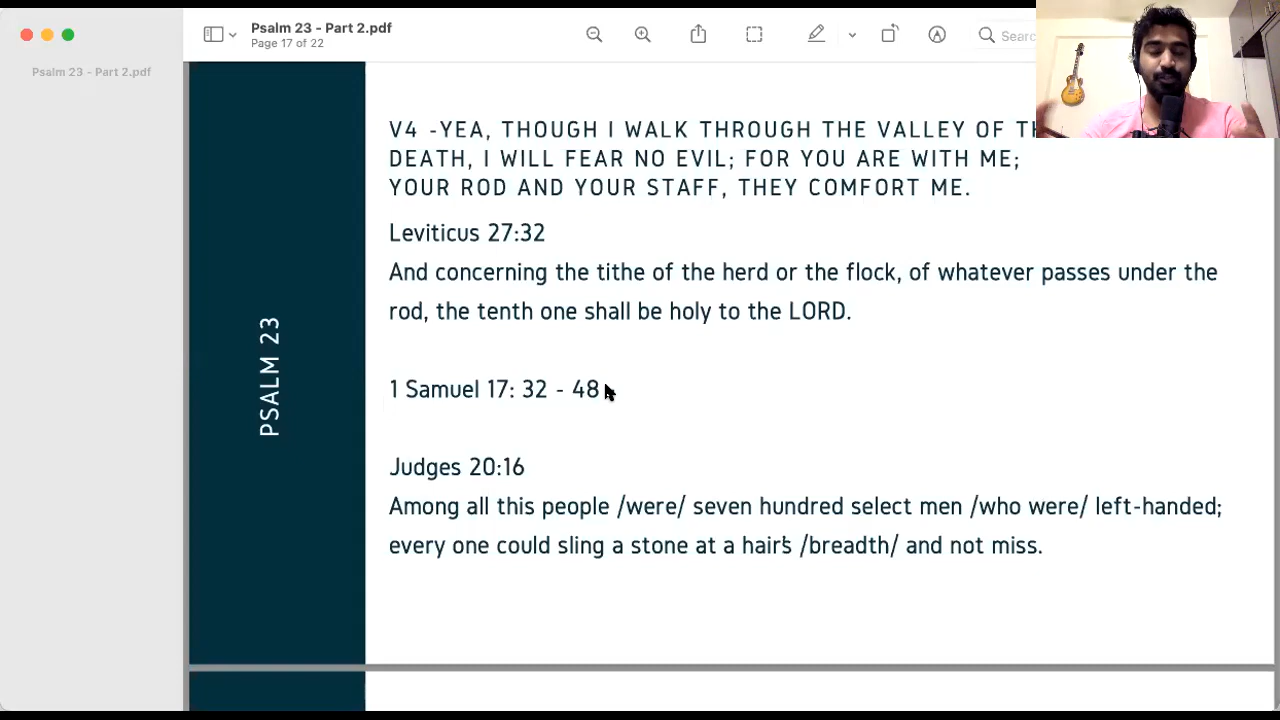 Psalm 23 - Part 2.pdf
Page 17 of 22
Searc
Psalm 23 - Part 2.pdf
V4 -YEA, THOUGH I WALK THROUGH THE VALLEY OF
DEATH, I WILL FEAR NO EVIL; FOR YOU ARE WITH ME;
YOUR ROD AND YOUR STAFF, THEY COMFORT ME.
Leviticus 27:32
And concerning the tithe of the herd or the flock, of whatever passes under the
rod, the tenth one shall be holy to the LORD.
1 Samuel 17: 32 - 48
Judges 20:16
Among all this people /were/ seven hundred select men /who were/ left-handed;
every one could sling a stone at a hair's /breadth/ and not miss.
PSALM 23